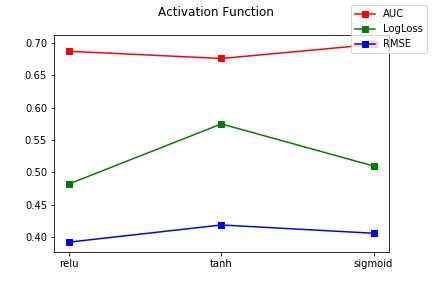 Activation Function
AUC
LogLoss
RMSE
0.70
0.65
0.60
0.55
0.50
0.45
0.40
relu tanh sigmoid